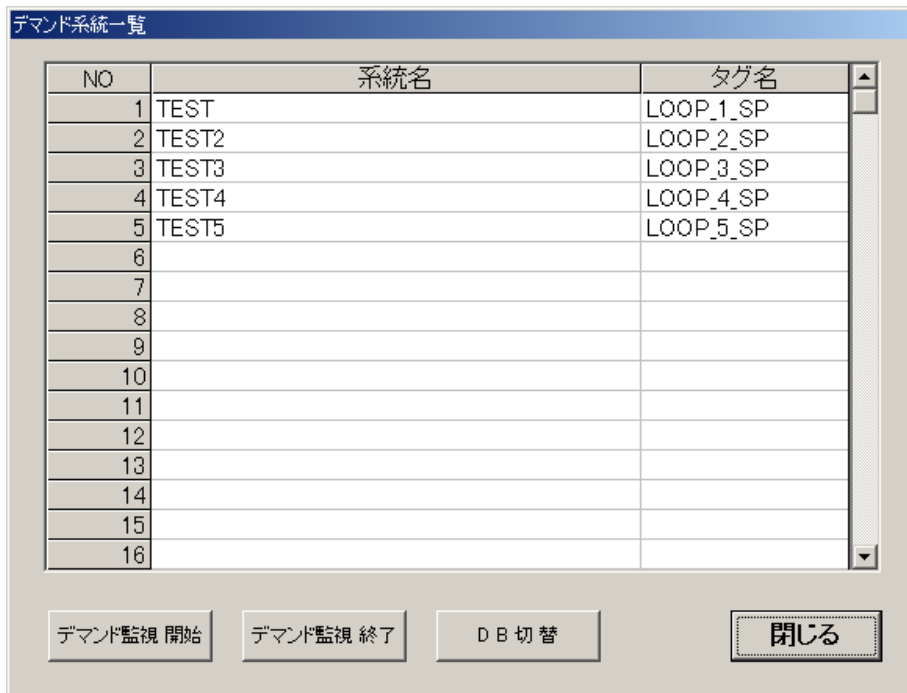 デマンド系統一覧
NO 系統名 タグ名
1 TEST LOOP_1_SP
2 TEST2 LOOP_2_SP
3 TEST3 LOOP_3_SP
4 TEST4 LOOP_4_SP
5 TEST5 LOOP_5_SP
6
7
8
9
10
11
12
13
14
15
16
デマンド監視 開始 デマンド監視 終了 ＤＢ切替 閉じる